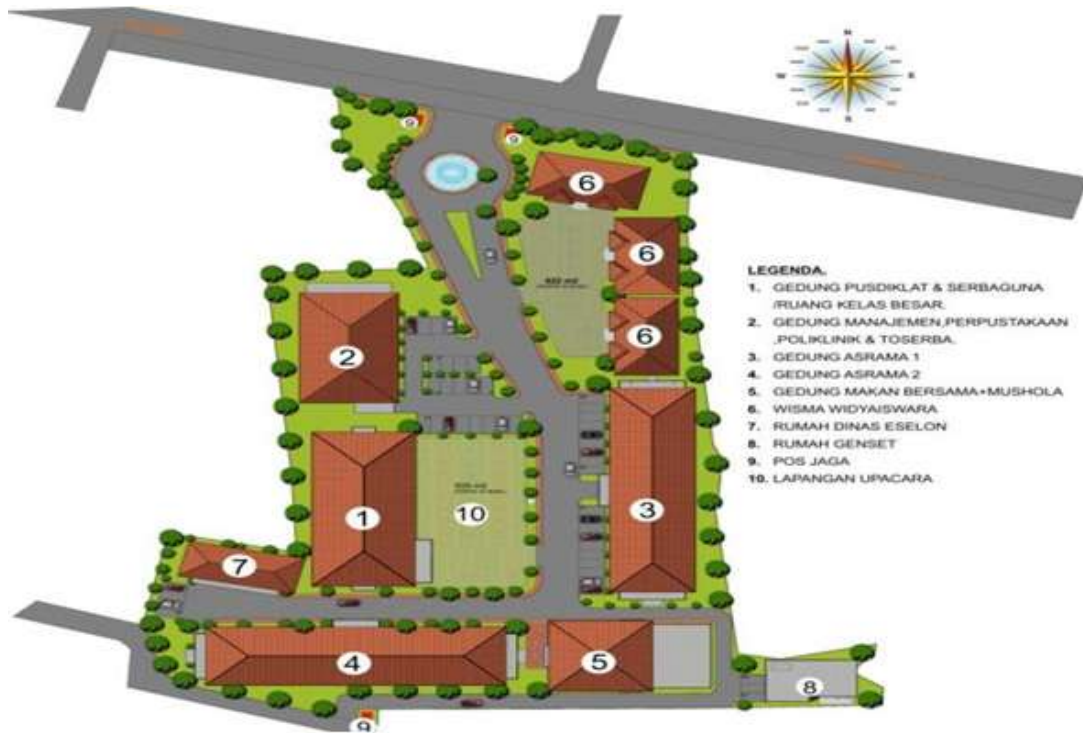 N
W
E
S
9
9
6
6
6
2
1
10
3
7
4
5
8
9
LEGENDA.
1. GEDUNG PUSDIKLAT & SERBAGUNA
/RUANG KELAS BESAR.
2. GEDUNG MANAJEMEN,PERPUSTAKAAN
,POLIKLINIK & TOSERBA.
3. GEDUNG ASRAMA 1
4. GEDUNG ASRAMA 2
5. GEDUNG MAKAN BERSAMA+MUSHOLA
6. WISMA WIDYAISWARA
7. RUMAH DINAS ESELON
8. RUMAH GENSET
9. POS JAGA
10. LAPANGAN UPACARA